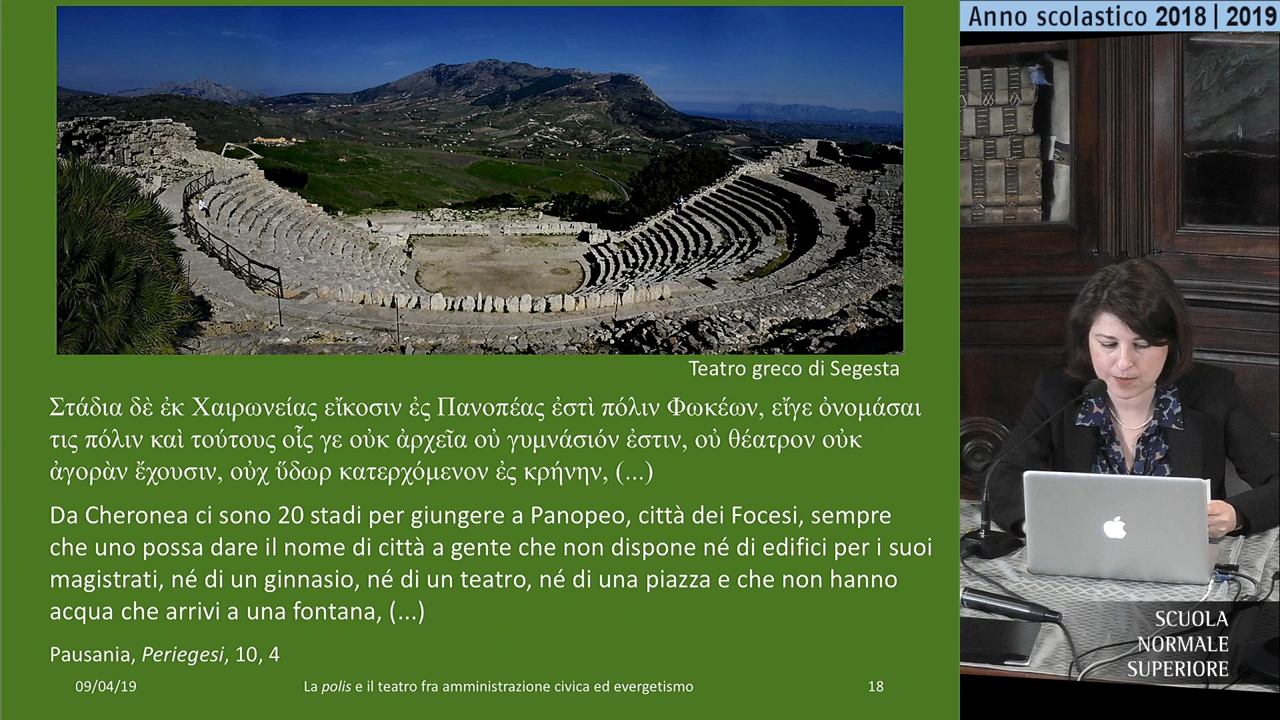 Anno scolastico 2018 | 2019
Teatro greco di Segesta
Στάδια δὲ ἐκ Χαιρωνείας εἴκοσιν ἐς Πανοπέας ἐστὶ πόλιν Φωκέων, εἴγε ὀνομάσαι
τις πόλιν καὶ τούτους οἷς γε οὐκ ἀρχεῖα οὐ γυμνάσιόν ἐστιν, οὐ θέατρον οὐκ
ἀγορὰν ἔχουσιν, οὐχ ὕδωρ κατερχόμενον ἐς κρήνην, (...)
Da Cheronea ci sono 20 stadi per giungere a Panopeo, città dei Focesi, sempre
che uno possa dare il nome di città a gente che non dispone né di edifici per i suoi
magistrati, né di un ginnasio, né di un teatro, né di una piazza e che non hanno
acqua che arrivi a una fontana, (...)
Pausania, Periegesi, 10, 4
09/04/19 La polis e il teatro fra amministrazione civica ed evergetismo 18
SCUOLA
NORMALE
SUPERIORE